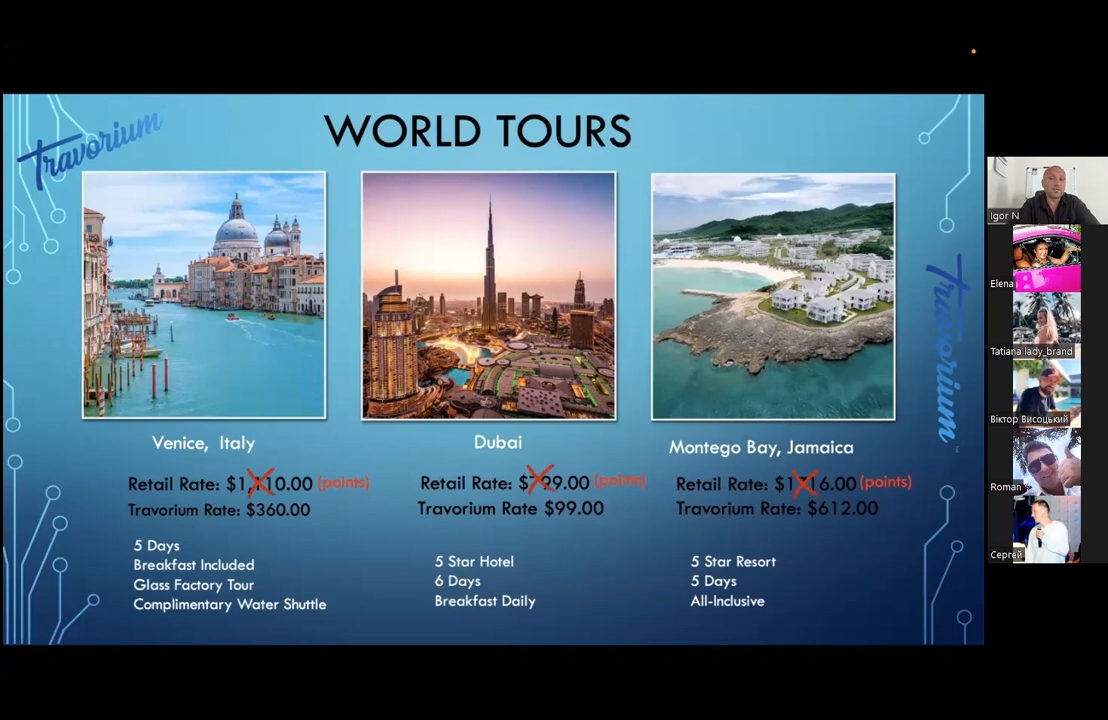 Travorium
WORLD TOURS
Travorium
Venice, Italy
Retail Rate: $1, 10.00 (points)
Travorium Rate: $360.00
5 Days
Breakfast Included
Glass Factory Tour
Complimentary Water Shuttle
Dubai
Retail Rate: $799.00 (points)
Travorium Rate $99.00
5 Star Hotel
6 Days
Breakfast Daily
Montego Bay, Jamaica
Retail Rate: $1 16.00 (points)
Travorium Rate: $612.00
5 Star Resort
5 Days
All-Inclusive
Igor N
Elena
Tatiana lady_brand
Віктор Висоцький
Roman
Сергей